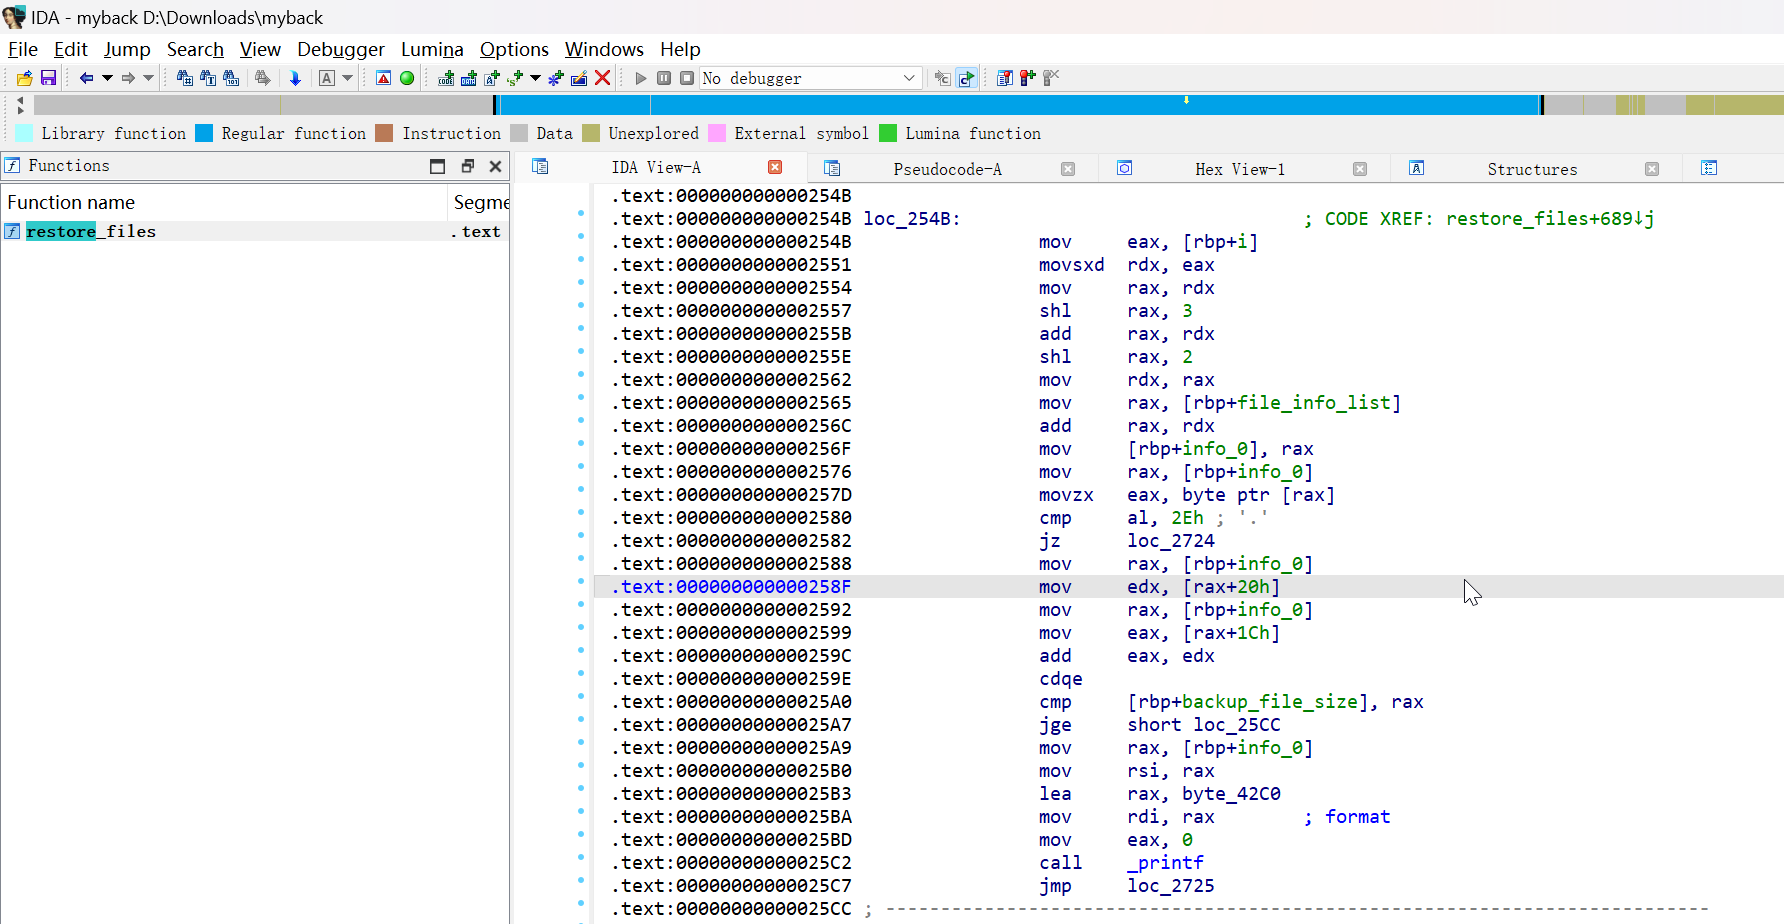 IDA - myback D:\Downloads\myback
File Edit Jump Search View Debugger Lumina Options Windows Help
No debugger
Library function Regular function Instruction Data Unexplored External symbol Lumina function
Functions
Function name Segme
restore_files .text
IDA View-A Pseudocode-A Hex View-1 Structures
.text:000000000000254B
.text:000000000000254B loc_254B: ; CODE XREF: restore_files+689↓j
.text:000000000000254B mov eax, [rbp+i]
.text:0000000000002551 movsxd rdx, eax
.text:0000000000002554 mov rax, rdx
.text:0000000000002557 shl rax, 3
.text:000000000000255B add rax, rdx
.text:000000000000255E shl rax, 2
.text:0000000000002562 mov rdx, rax
.text:0000000000002565 mov rax, [rbp+file_info_list]
.text:000000000000256C add rax, rdx
.text:000000000000256F mov [rbp+info_0], rax
.text:0000000000002576 mov rax, [rbp+info_0]
.text:000000000000257D movzx eax, byte ptr [rax]
.text:0000000000002580 cmp al, 2Eh ; '.'
.text:0000000000002582 jz loc_2724
.text:0000000000002588 mov rax, [rbp+info_0]
.text:000000000000258F mov edx, [rax+20h]
.text:0000000000002592 mov rax, [rbp+info_0]
.text:0000000000002599 mov eax, [rax+1Ch]
.text:000000000000259C add eax, edx
.text:000000000000259E cdqe
.text:00000000000025A0 cmp [rbp+backup_file_size], rax
.text:00000000000025A7 jge short loc_25CC
.text:00000000000025A9 mov rax, [rbp+info_0]
.text:00000000000025B0 mov rsi, rax
.text:00000000000025B3 lea rax, byte_42C0
.text:00000000000025BA mov rdi, rax ; format
.text:00000000000025BD mov eax, 0
.text:00000000000025C2 call _printf
.text:00000000000025C7 jmp loc_2725
.text:00000000000025CC ; ---------------------------------------------------------------------------